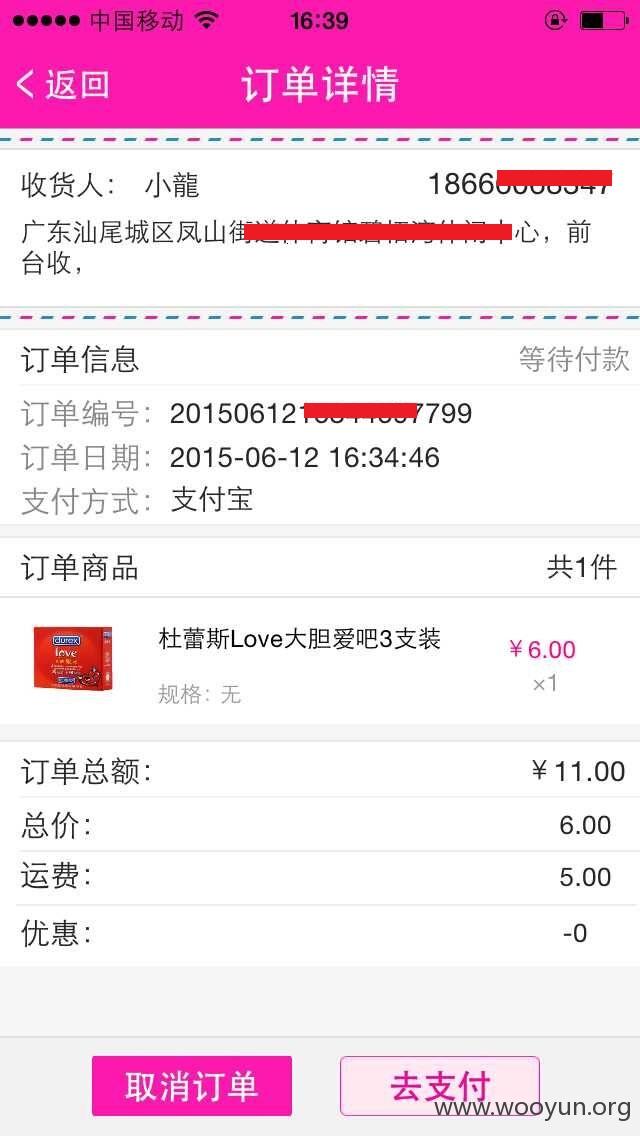 中国移动 16:39
返回 订单详情
收货人： 小龍 1866
广东汕尾城区凤山街 心，前
台收，
订单信息 等待付款
订单编号： 201506121 7799
订单日期： 2015-06-12 16:34:46
支付方式： 支付宝
订单商品 共1件
durex
love
杜蕾斯Love大胆爱吧3支装 ￥6.00
规格：无 ×1
订单总额： ￥11.00
总价： 6.00
运费： 5.00
优惠： -0
取消订单 去支付
www.wooyun.org